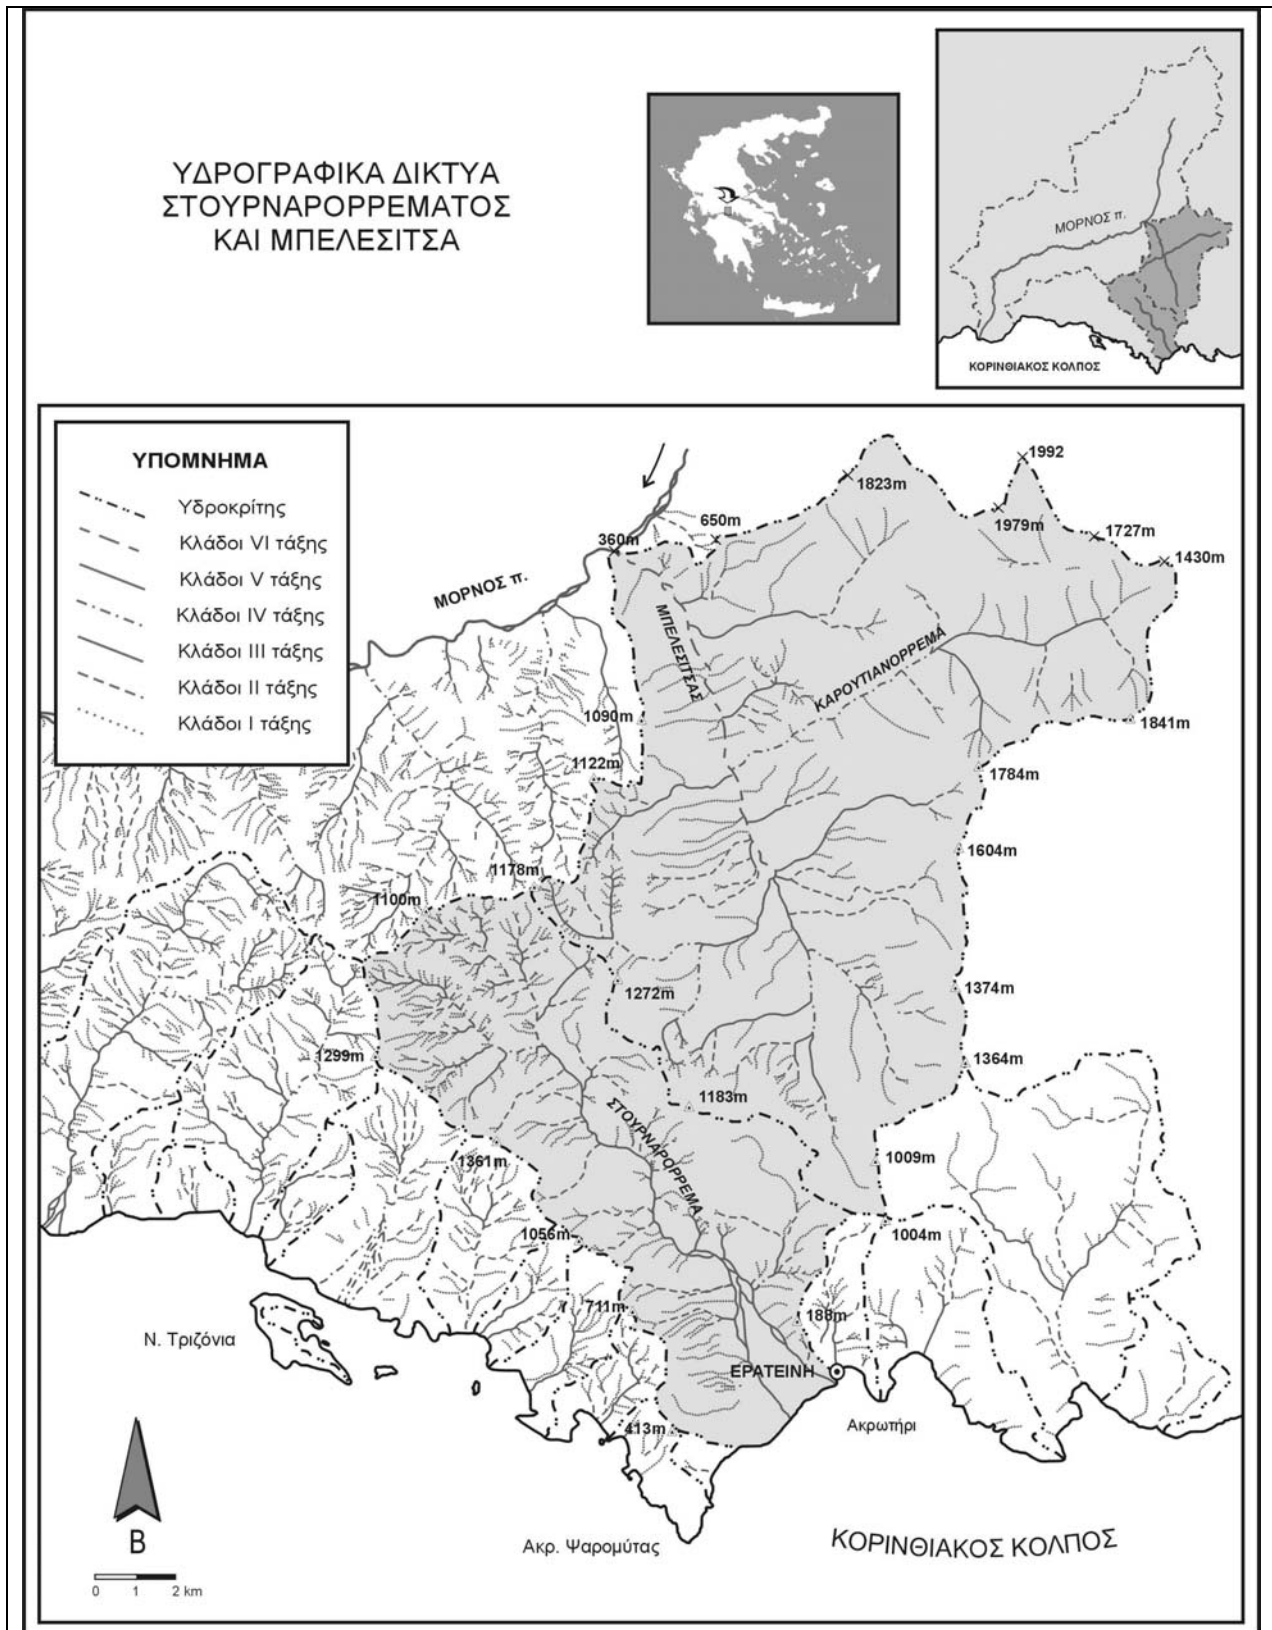 ΥΔΡΟΓΡΑΦΙΚΑ ΔΙΚΤΥΑ
ΣΤΟΥΡΝΑΡΟΡΡΕΜΑΤΟΣ
ΚΑΙ ΜΠΕΛΕΣΙΤΣΑ
ΜΟΡΝΟΣ π.
ΚΟΡΙΝΘΙΑΚΟΣ ΚΟΛΠΟΣ
ΥΠΟΜΝΗΜΑ
Υδροκρίτης
Κλάδοι VI τάξης
Κλάδοι V τάξης
Κλάδοι IV τάξης
Κλάδοι III τάξης
Κλάδοι II τάξης
Κλάδοι I τάξης
1992
1823m
1979m
650m
1727m
360m
1430m
ΜΟΡΝΟΣ π.
ΜΠΕΛΕΣΙΤΣΑΣ
ΚΑΡΟΥΤΙΑΝΟΡΡΕΜΑ
1090m
1841m
1122m
1784m
1604m
1178m
1100m
1272m
1374m
1299m
1364m
1183m
ΣΤΟΥΡΝΑΡΟΡΡΕΜΑ
1361m
1009m
1056m
1004m
711m
188m
Ν. Τριζόνια
ΕΡΑΤΕΙΝΗ
413m
Ακρωτήρι
Β
Ακρ. Ψαρομύτας
ΚΟΡΙΝΘΙΑΚΟΣ ΚΟΛΠΟΣ
0 1 2 km